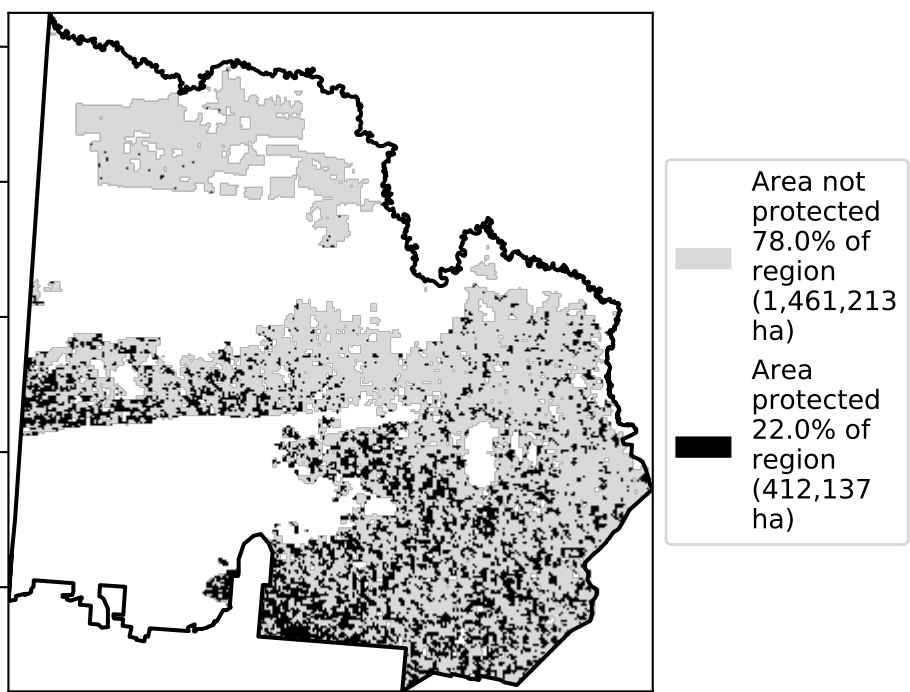 Area not
protected
78.0% of
region
(1,461,213
ha)
Area
protected
22.0% of
region
(412,137
ha)